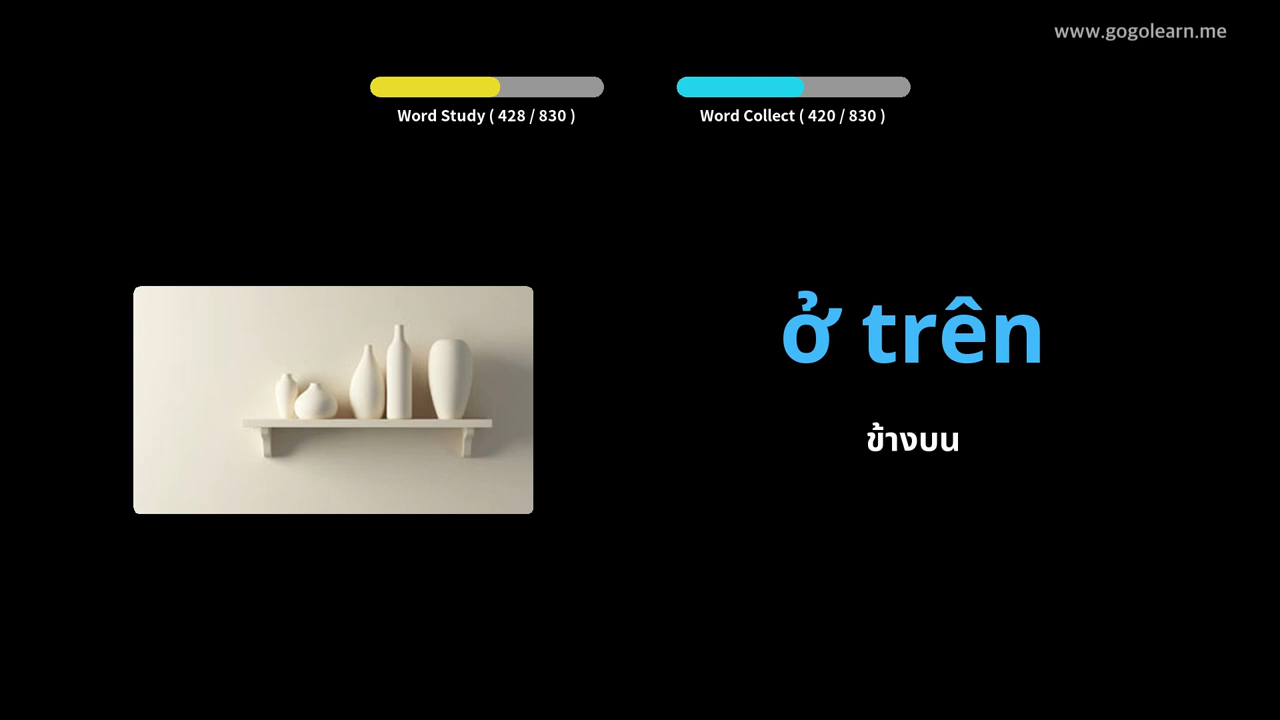 www.gogolearn.me
Word Study ( 428 / 830 )
Word Collect ( 420 / 830 )
ở trên
ข้างบน